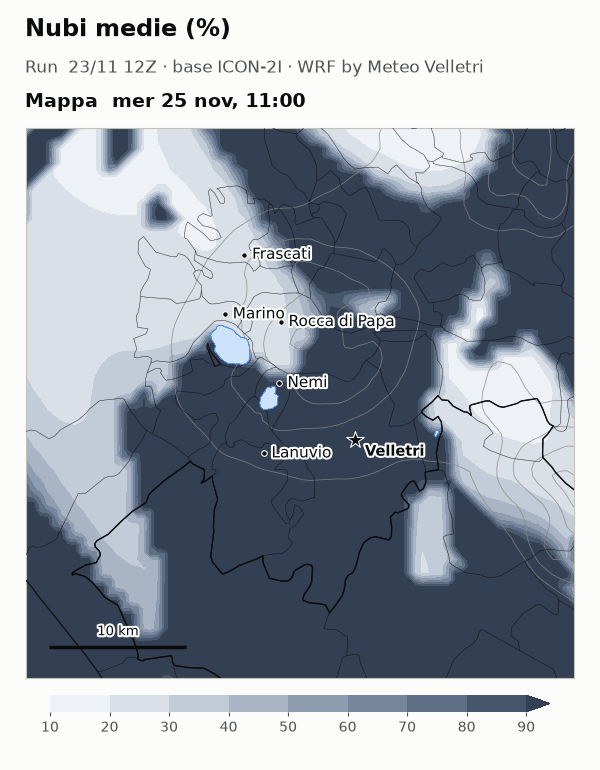 Nubi medie (%)
Run  23/11 12Z · base ICON-2I · WRF by Meteo Velletri
Mappa  mer 25 nov, 11:00
Frascati
Marino
Rocca di Papa
Nemi
Lanuvio
Velletri
10 km
10 20 30 40 50 60 70 80 90